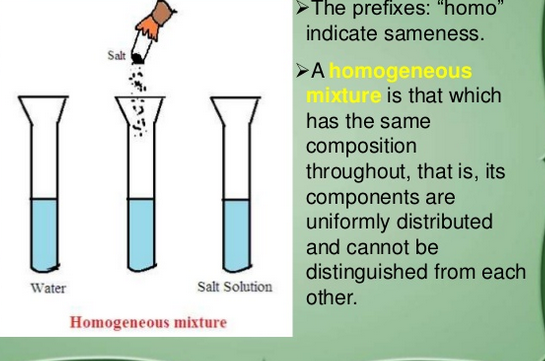 Salt
Water
Salt Solution
Homogeneous mixture
➢The prefixes: “homo”
indicate sameness.
➢A homogeneous
mixture is that which
has the same
composition
throughout, that is, its
components are
uniformly distributed
and cannot be
distinguished from each
other.